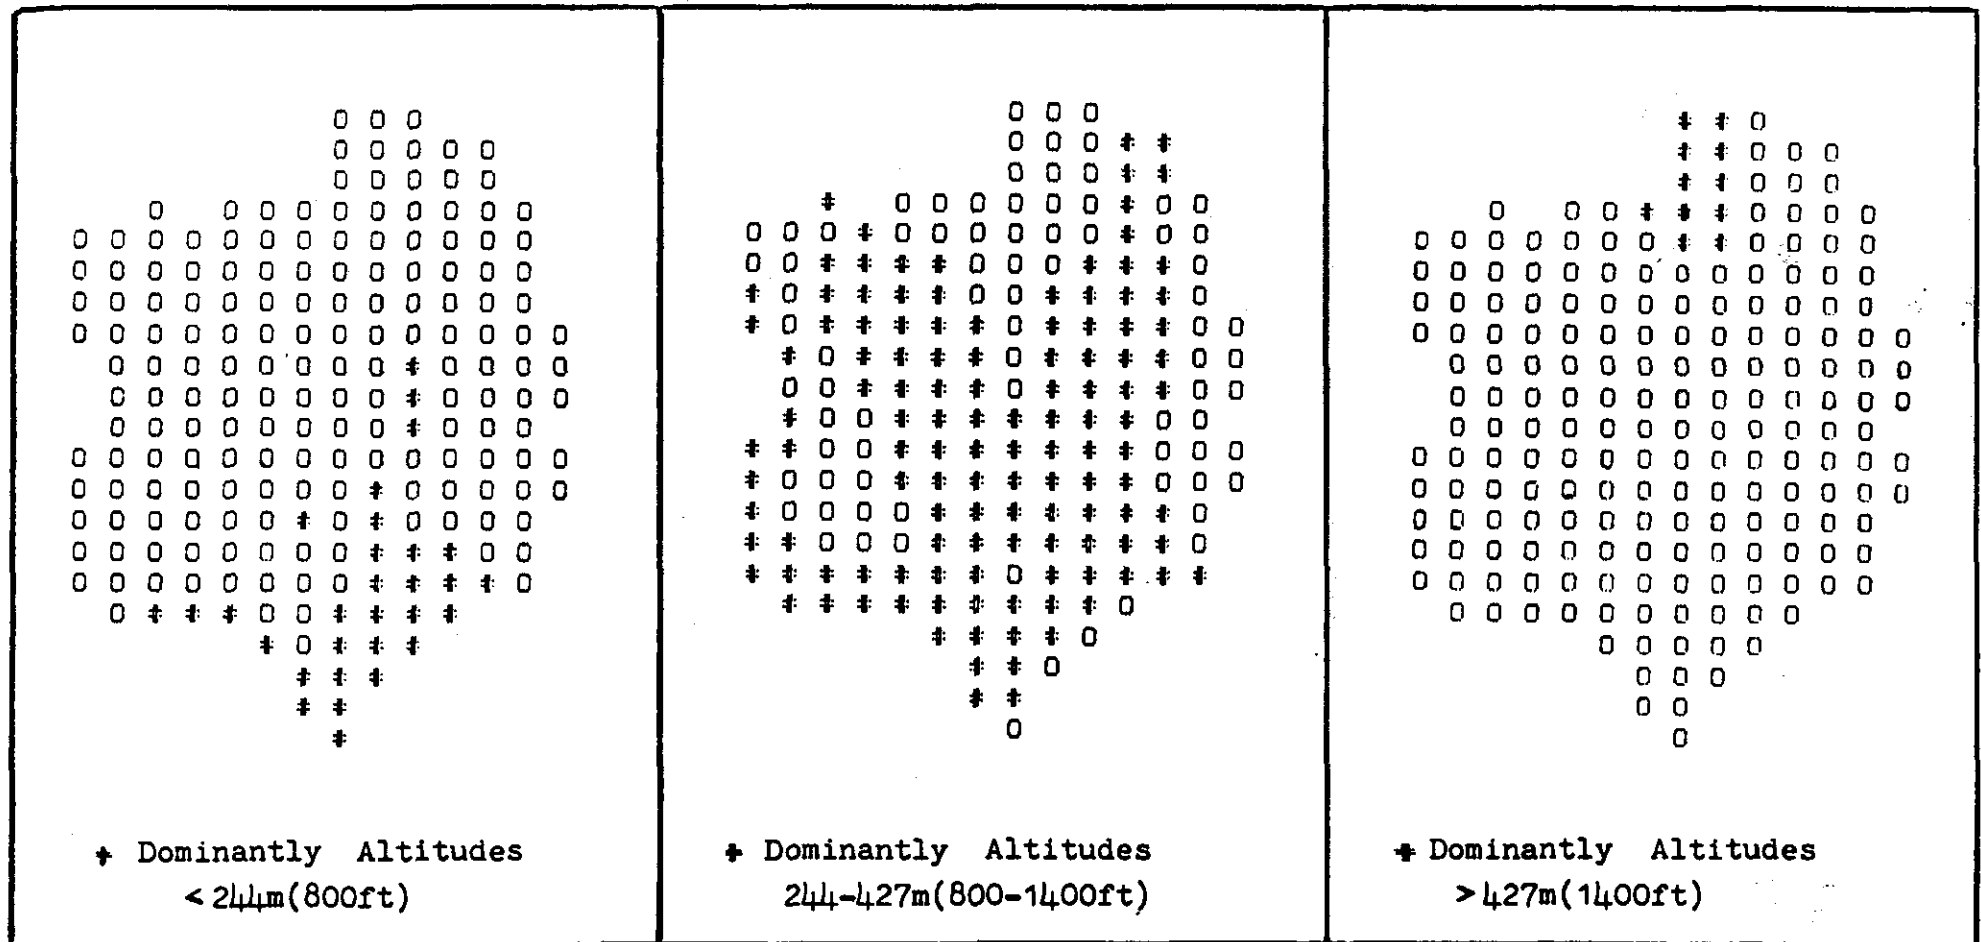 + Dominantly Altitudes
< 244m(800ft)
+ Dominantly Altitudes
244-427m(800-1400ft)
+ Dominantly Altitudes
> 427m(1400ft)